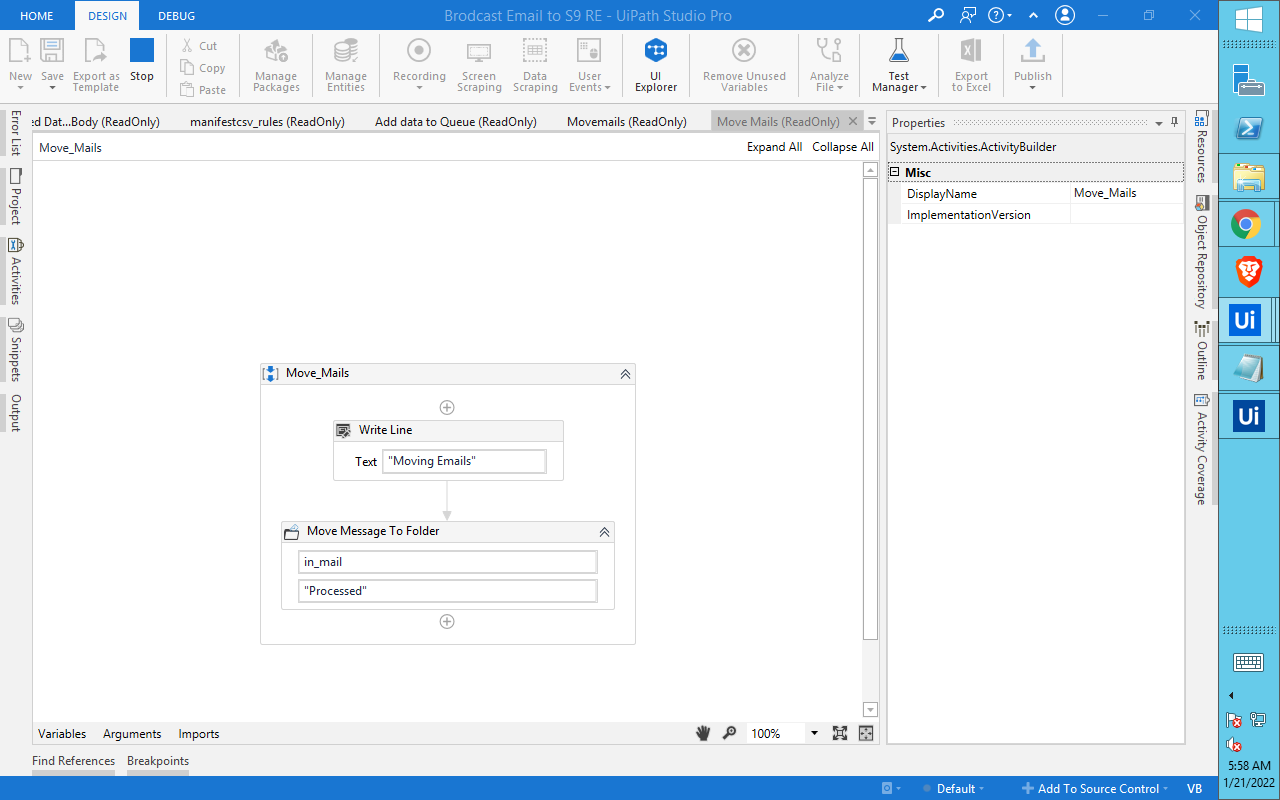 HOME DESIGN DEBUG Brodcast Email to S9 RE - UiPath Studio Pro
New Save Export as Template Stop
Cut
Copy
Paste
Manage Packages
Manage Entities
Recording
Screen Scraping
Data Scraping
User Events
UI Explorer
Remove Unused Variables
Analyze File
Test Manager
Export to Excel
Publish
ed Dat...Body (ReadOnly) manifestcsv_rules (ReadOnly) Add data to Queue (ReadOnly) Movemails (ReadOnly) Move Mails (ReadOnly)
Move_Mails Expand All Collapse All
Error List
Project
Activities
Snippets
Output
Move_Mails
Write Line
Text "Moving Emails"
Move Message To Folder
in_mail
"Processed"
Variables Arguments Imports 100%
Find References Breakpoints
Properties
System.Activities.ActivityBuilder
Misc
DisplayName Move_Mails
ImplementationVersion
Resources
Object Repository
Outline
Activity Coverage
Default Add To Source Control VB
Ui
Ui
5:58 AM
1/21/2022